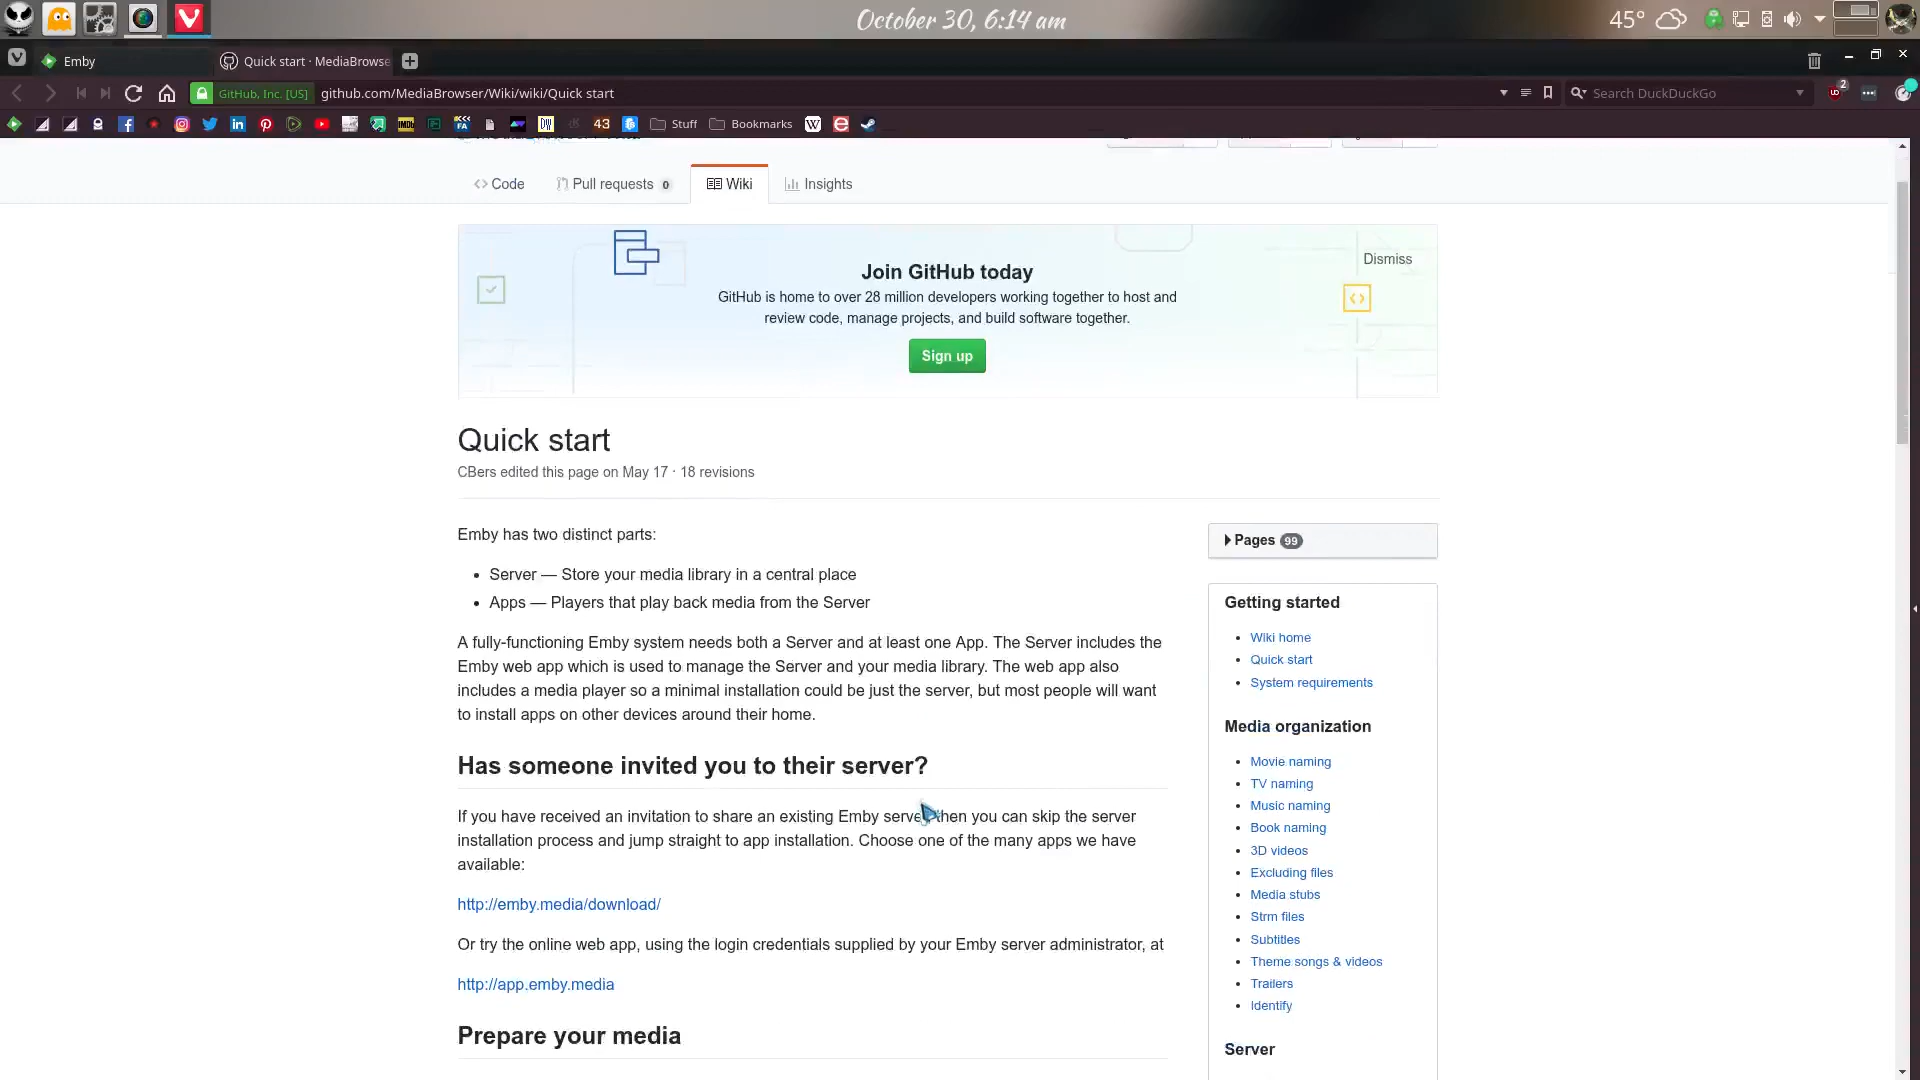 October 30, 6:14 am
45°
Emby
Quick start · MediaBrowse
GitHub, Inc. [US]
github.com/MediaBrowser/Wiki/wiki/Quick start
Search DuckDuckGo
2
43
Stuff
Bookmarks
W
Code
Pull requests 0
Wiki
Insights
Join GitHub today
Dismiss
GitHub is home to over 28 million developers working together to host and
review code, manage projects, and build software together.
Sign up
Quick start
CBers edited this page on May 17 · 18 revisions
Emby has two distinct parts:
Server — Store your media library in a central place
Apps — Players that play back media from the Server
A fully-functioning Emby system needs both a Server and at least one App. The Server includes the
Emby web app which is used to manage the Server and your media library. The web app also
includes a media player so a minimal installation could be just the server, but most people will want
to install apps on other devices around their home.
Has someone invited you to their server?
If you have received an invitation to share an existing Emby serve hen you can skip the server
installation process and jump straight to app installation. Choose one of the many apps we have
available:
http://emby.media/download/
Or try the online web app, using the login credentials supplied by your Emby server administrator, at
http://app.emby.media
Prepare your media
Pages 99
Getting started
Wiki home
Quick start
System requirements
Media organization
Movie naming
TV naming
Music naming
Book naming
3D videos
Excluding files
Media stubs
Strm files
Subtitles
Theme songs & videos
Trailers
Identify
Server